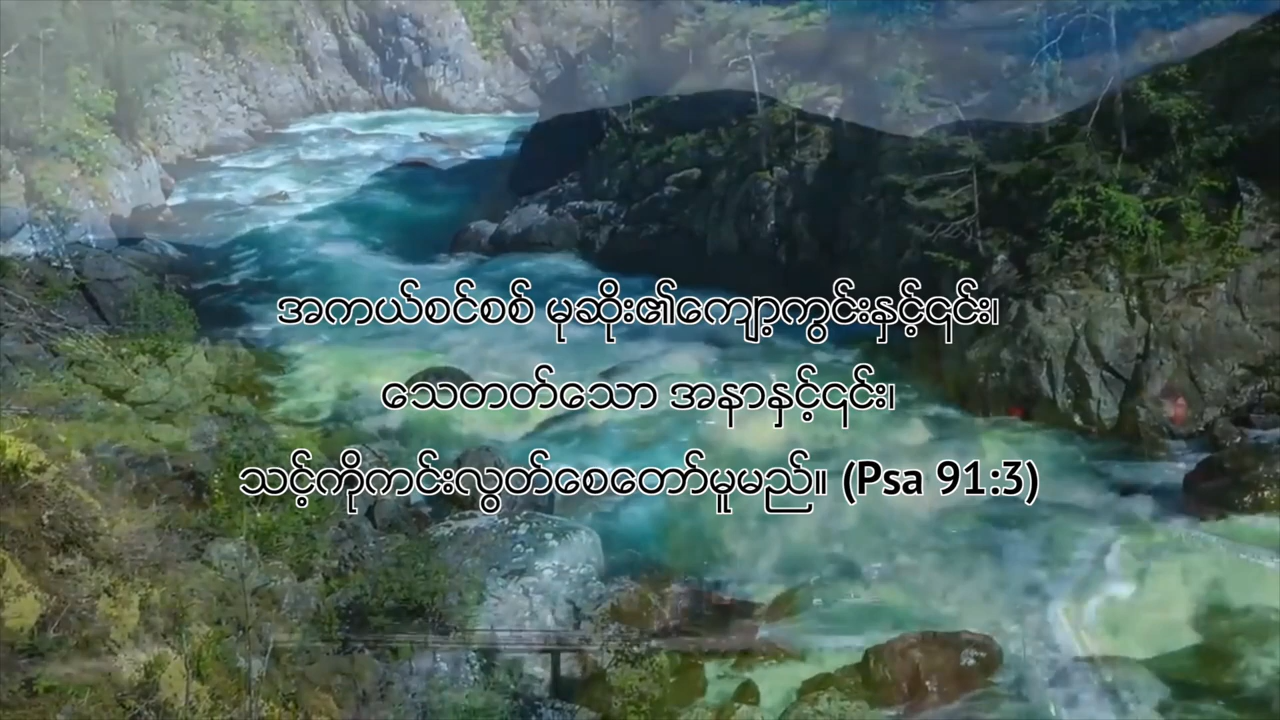 အကယ်စင်စစ် မုဆိုး၏ကျော့ကွင်းနှင့်၎င်း၊
သေတတ်သော အနာနှင့်၎င်း၊
သင့်ကိုကင်းလွတ်စေတော်မူမည်။ (Psa 91:3)